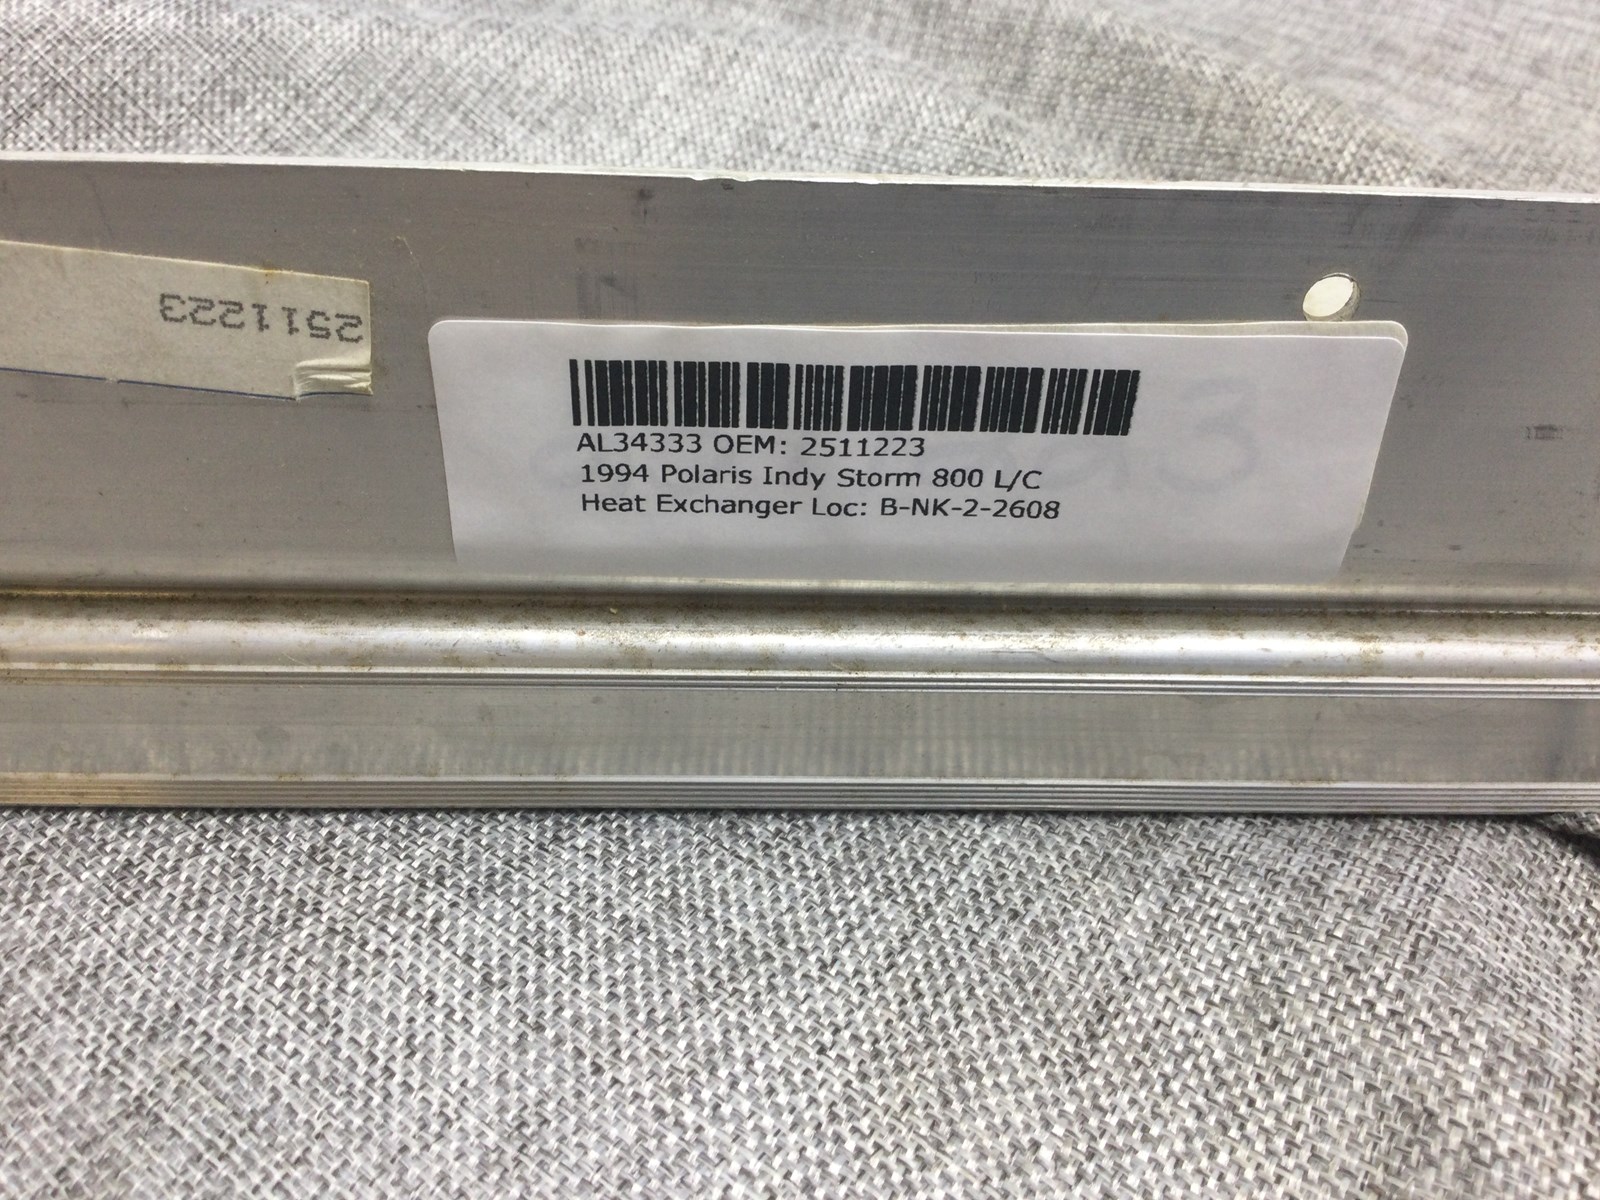 2511223
AL34333 OEM: 2511223
1994 Polaris Indy Storm 800 L/C
Heat Exchanger Loc: B-NK-2-2608